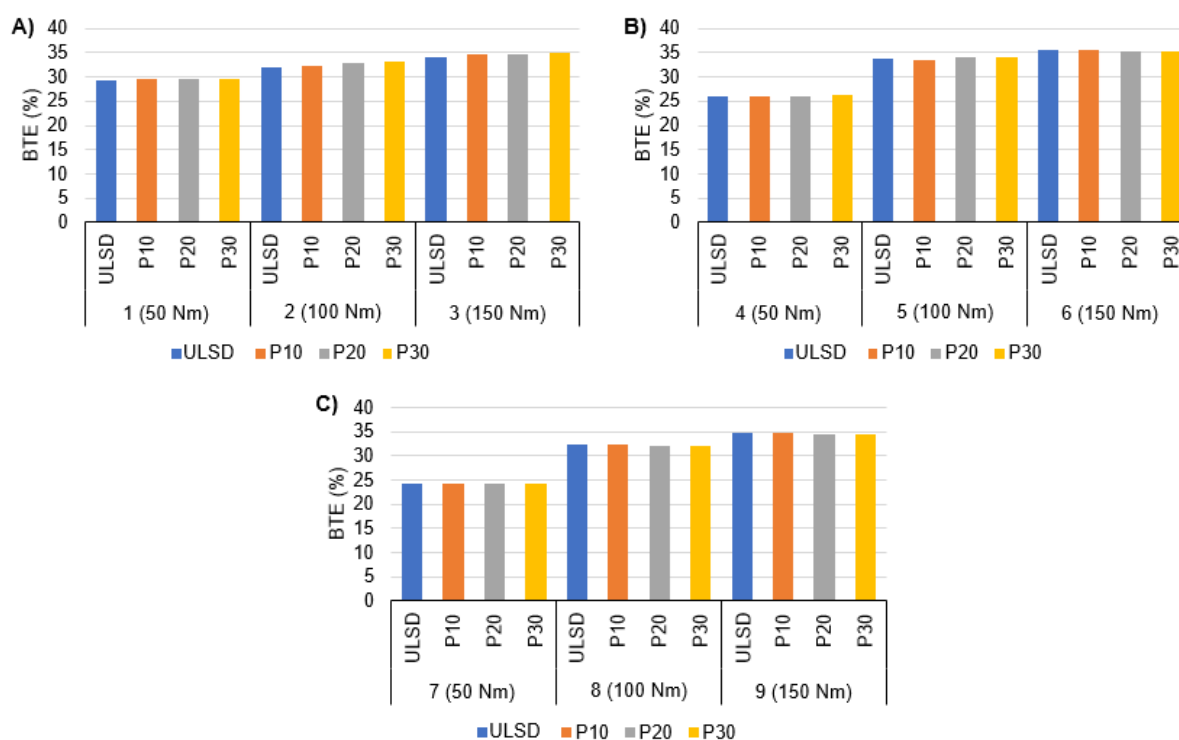 A)
BTE (%)
40
35
30
25
20
15
10
5
0
ULSD P10 P20 P30 ULSD P10 P20 P30 ULSD P10 P20 P30
1 (50 Nm) 2 (100 Nm) 3 (150 Nm)
ULSD P10 P20 P30
B)
BTE (%)
40
35
30
25
20
15
10
5
0
ULSD P10 P20 P30 ULSD P10 P20 P30 ULSD P10 P20 P30
4 (50 Nm) 5 (100 Nm) 6 (150 Nm)
ULSD P10 P20 P30
C)
BTE (%)
40
35
30
25
20
15
10
5
0
ULSD P10 P20 P30 ULSD P10 P20 P30 ULSD P10 P20 P30
7 (50 Nm) 8 (100 Nm) 9 (150 Nm)
ULSD P10 P20 P30